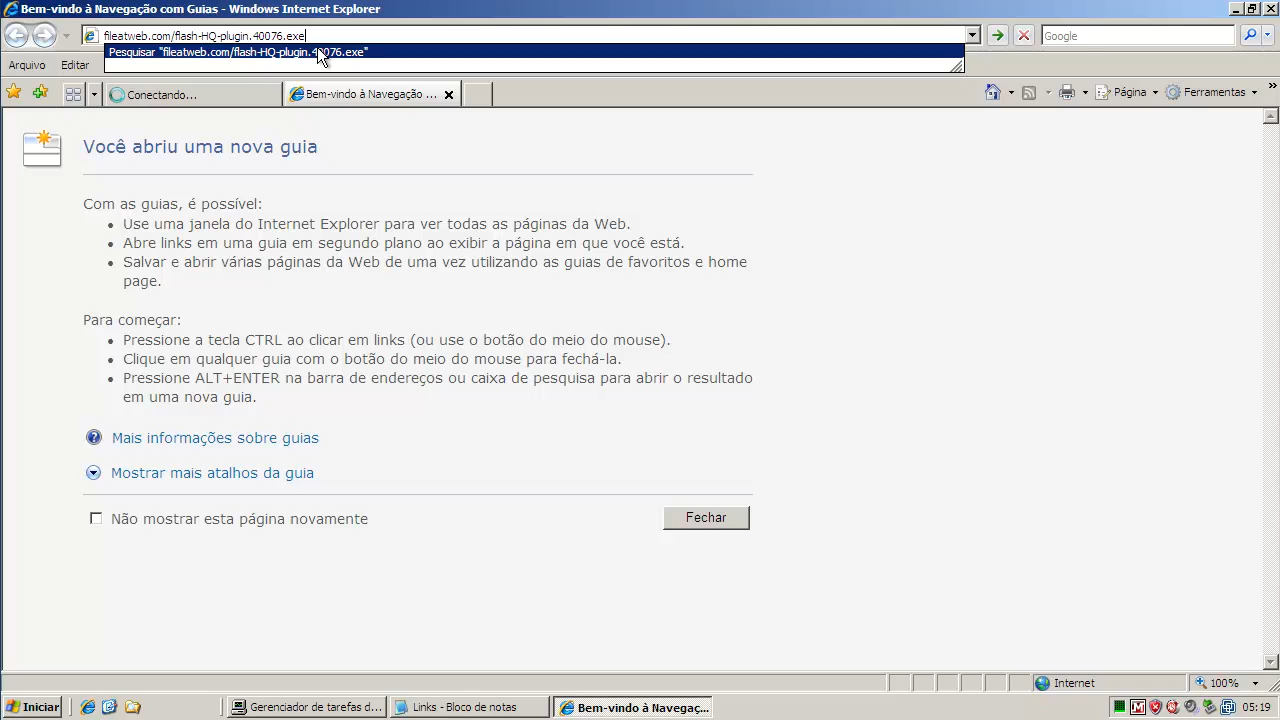 Bem-vindo à Navegação com Guias - Windows Internet Explorer
fileatweb.com/flash-HQ-plugin.40076.exe
Google
Pesquisar "fileatweb.com/flash-HQ-plugin.40076.exe"
Arquivo Editar
Conectando...
Bem-vindo à Navegação ...
Página
Ferramentas
Você abriu uma nova guia
Com as guias, é possível:
• Use uma janela do Internet Explorer para ver todas as páginas da Web.
• Abre links em uma guia em segundo plano ao exibir a página em que você está.
• Salvar e abrir várias páginas da Web de uma vez utilizando as guias de favoritos e home
page.
Para começar:
• Pressione a tecla CTRL ao clicar em links (ou use o botão do meio do mouse).
• Clique em qualquer guia com o botão do meio do mouse para fechá-la.
• Pressione ALT+ENTER na barra de endereços ou caixa de pesquisa para abrir o resultado
em uma nova guia.
Mais informações sobre guias
Mostrar mais atalhos da guia
Não mostrar esta página novamente
Fechar
Internet
100%
Iniciar
Gerenciador de tarefas d...
Links - Bloco de notas
Bem-vindo à Navegaç...
05:19